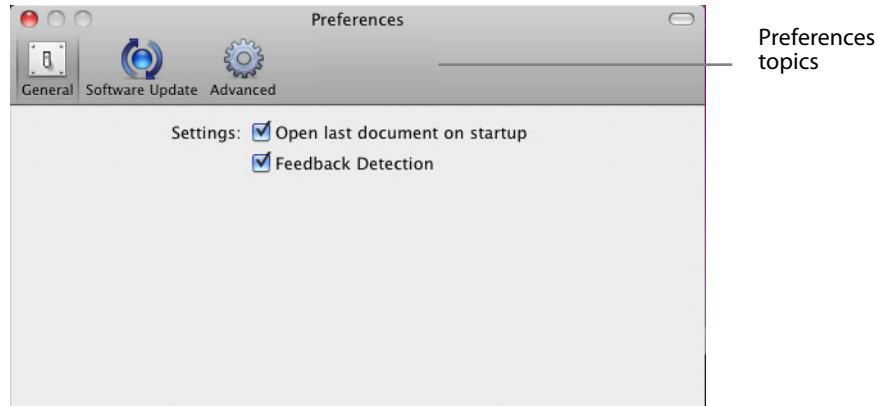 Preferences
General Software Update Advanced
Preferences
topics
Settings: Open last document on startup
Feedback Detection